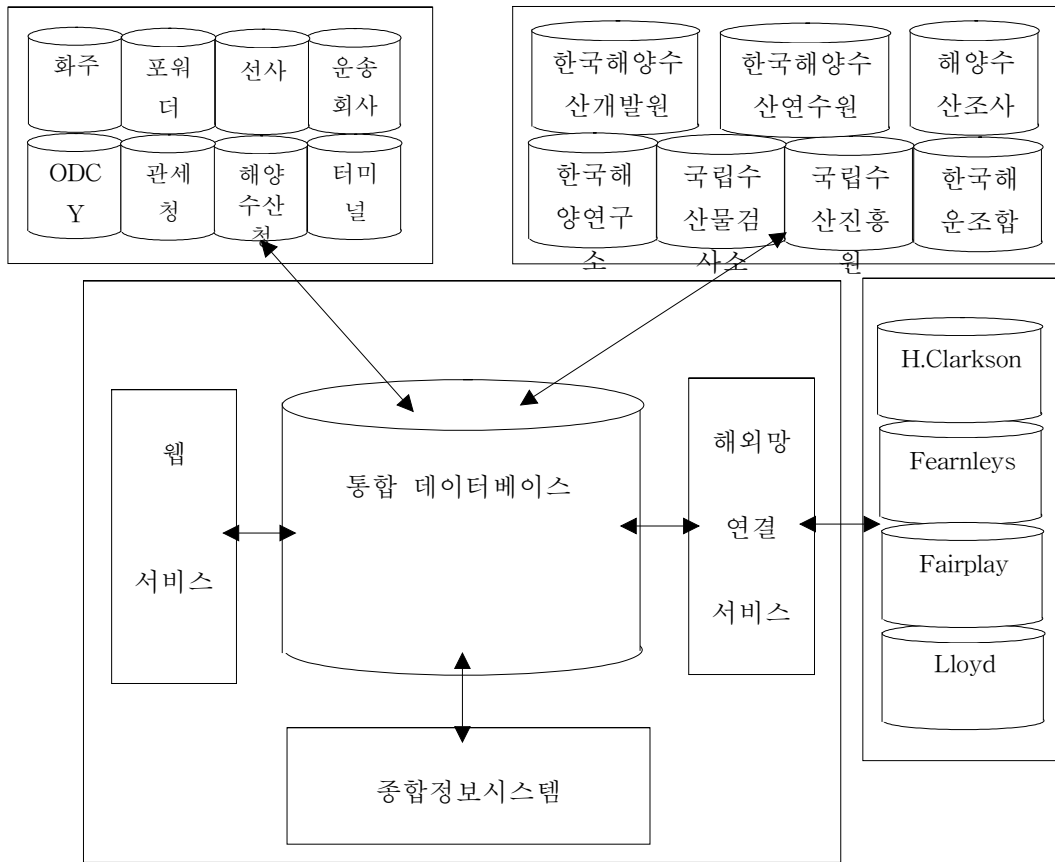 화주
포워
더
선사
운송
회사
ODC
Y
관세
청
해양
수산
청
터미
널
한국해양수
산개발원
한국해양수
산연수원
해양수
산조사
한국해
양연구
소
국립수
산물검
사소
국립수
산진흥
원
한국해
운조합
웹
서비스
통합 데이터베이스
해외망
연결
서비스
H.Clarkson
Fearnleys
Fairplay
Lloyd
종합정보시스템